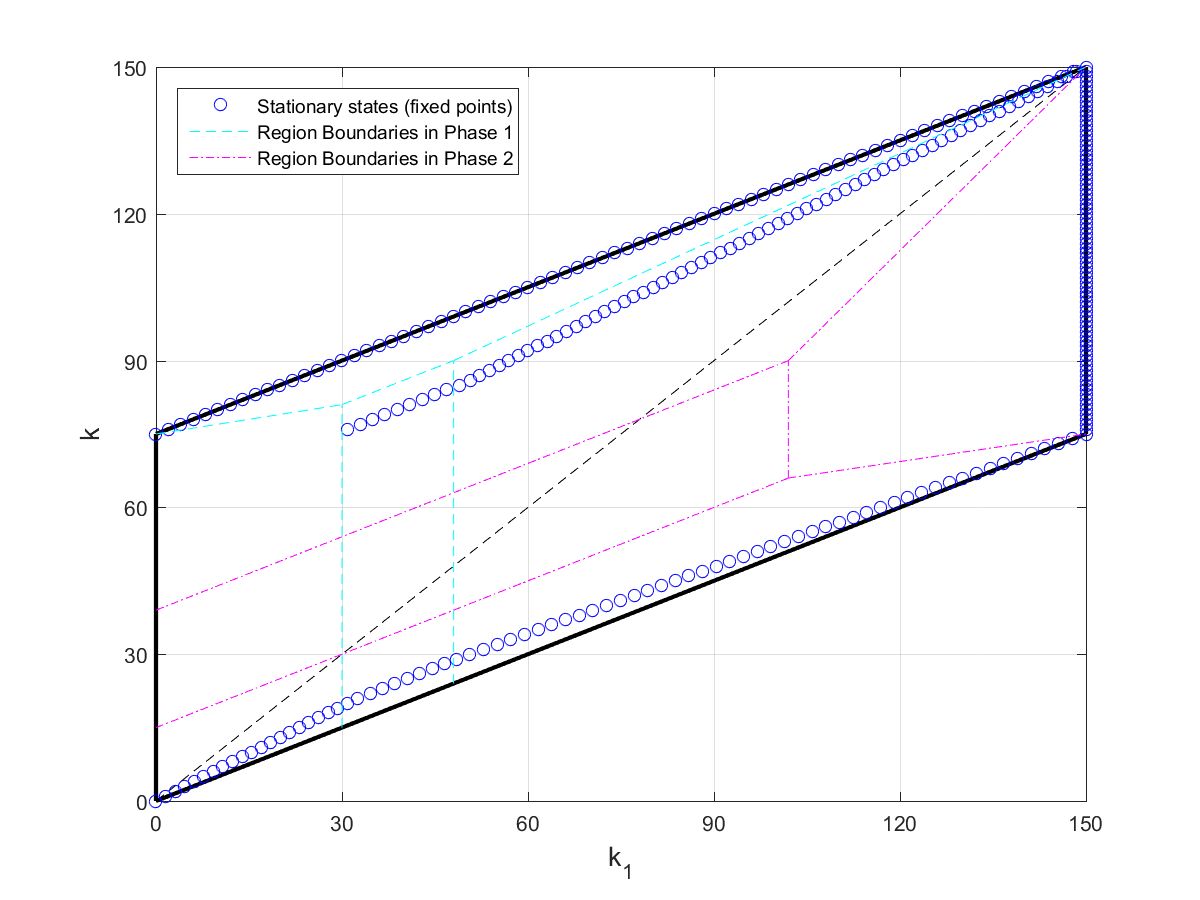 150
Stationary states (fixed points)
Region Boundaries in Phase 1
Region Boundaries in Phase 2
120
90
k
60
30
0
0 30 60 90 120 150
k1